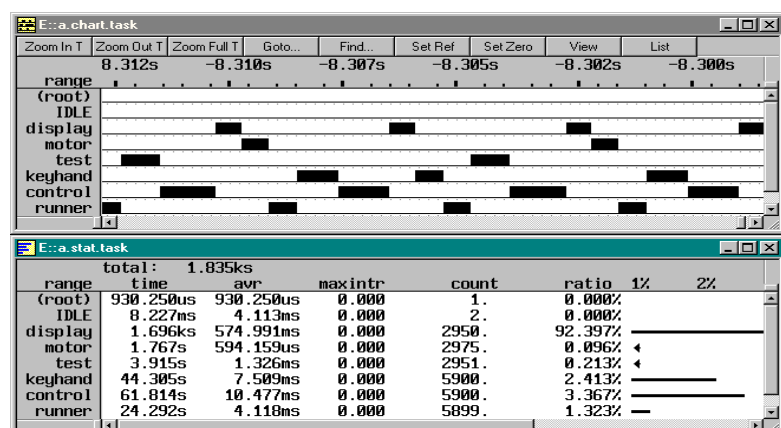 E::a.chart.task
Zoom In T Zoom Out T Zoom Full T Goto... Find... Set Ref Set Zero View List
8.312s -8.310s -8.307s -8.305s -8.302s -8.300s
range
(root)
IDLE
display
motor
test
keyhand
control
runner
E::a.stat.task
total: 1.835ks
range time avr maxintr count ratio 1% 2%
(root) 930.250us 930.250us 0.000 1. 0.000%
IDLE 8.227ms 4.113ms 0.000 2. 0.000%
display 1.696ks 574.991ms 0.000 2950. 92.397%
motor 1.767s 594.159us 0.000 2975. 0.096%
test 3.915s 1.326ms 0.000 2951. 0.213%
keyhand 44.305s 7.509ms 0.000 5900. 2.413%
control 61.814s 10.477ms 0.000 5900. 3.367%
runner 24.292s 4.118ms 0.000 5899. 1.323%